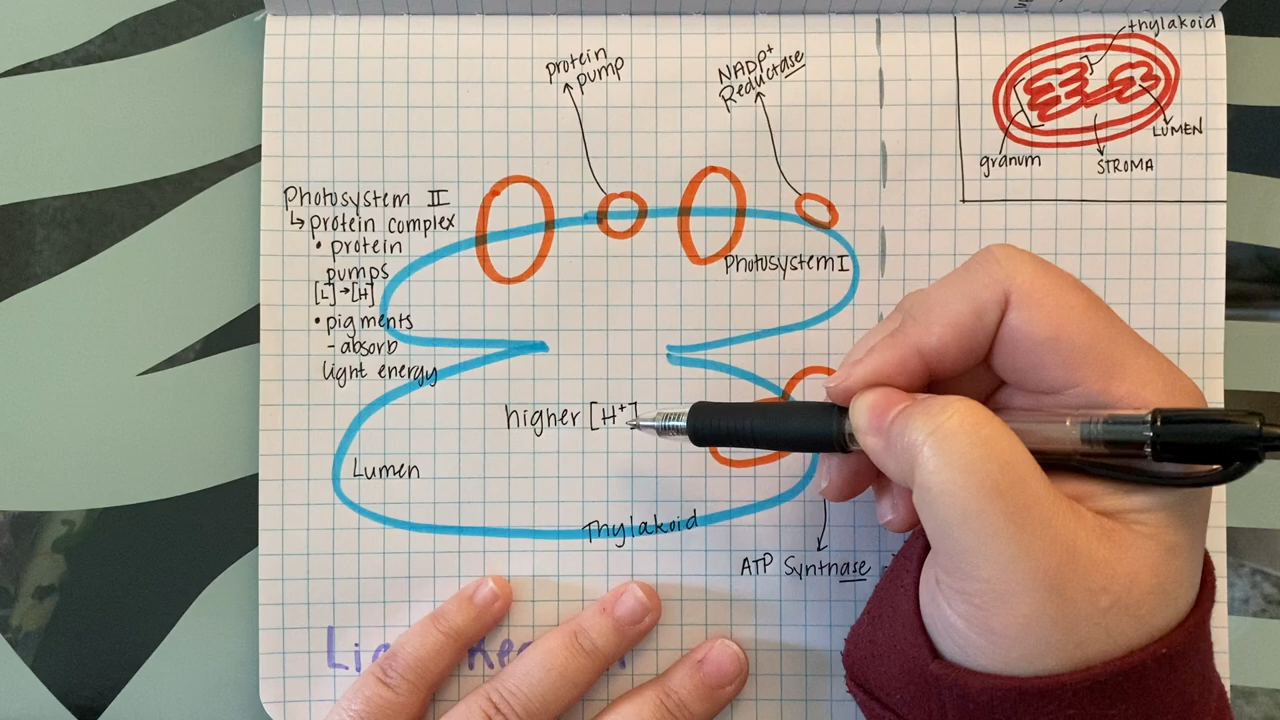 protein
pump
NADP+
Reductase
thylakoid
LUMEN
granum
STROMA
Photosystem II
↳ protein complex
• protein
pumps
[L]→[H]
• pigments
- absorb
light energy
Photosystem I
higher [H+]
Lumen
Thylakoid
ATP Synthase